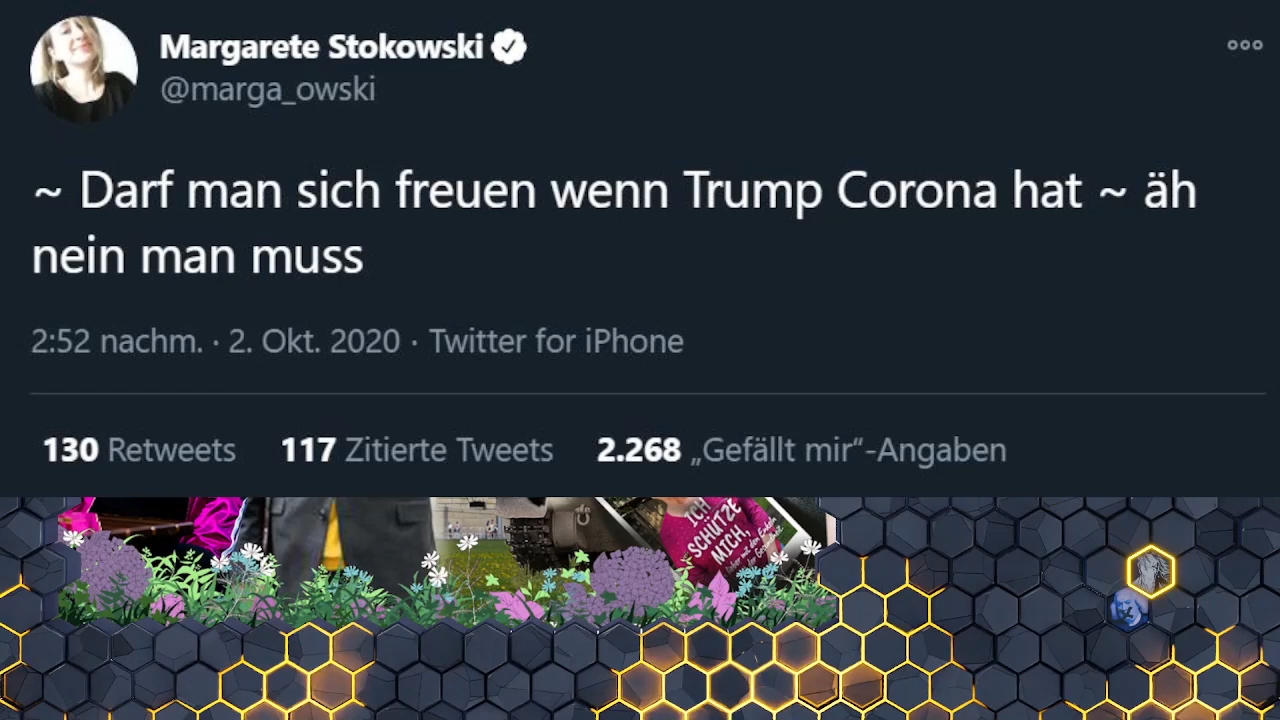 Margarete Stokowski
@marga_owski
~ Darf man sich freuen wenn Trump Corona hat ~ äh
nein man muss
2:52 nachm. · 2. Okt. 2020 · Twitter for iPhone
130 Retweets 117 Zitierte Tweets 2.268 „Gefällt mir“-Angaben
ICH
SCHÜTZE
MICH,